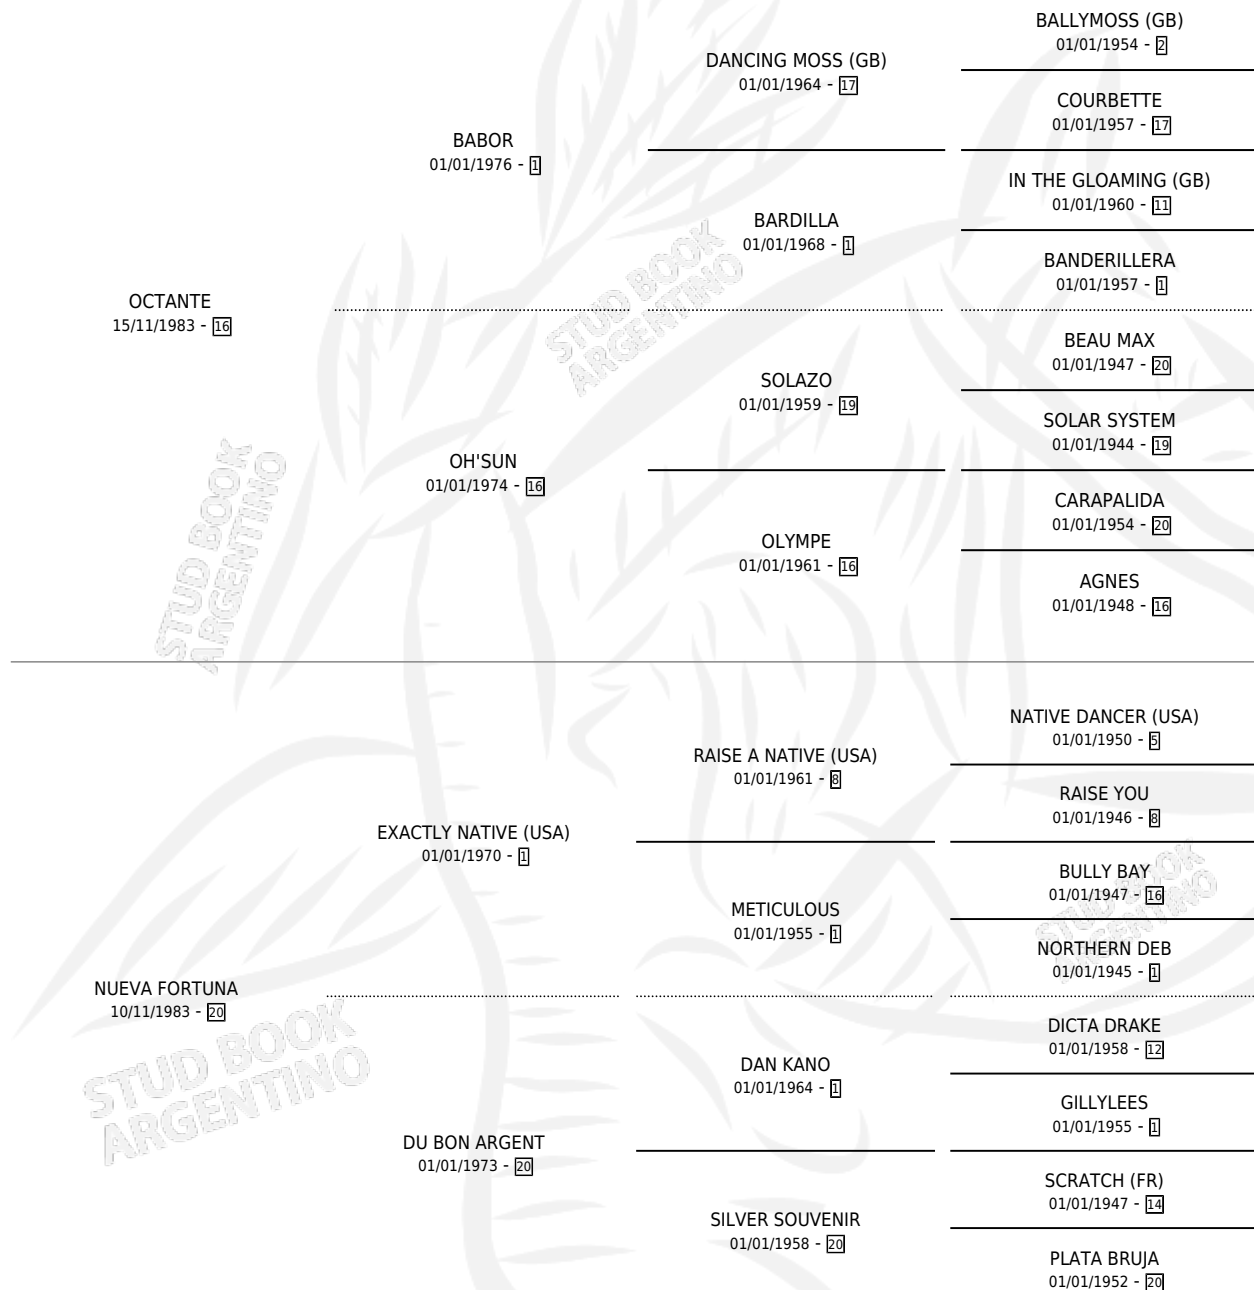 OCTANTE
15/11/1983 - 16
BABOR
01/01/1976 - 1
DANCING MOSS (GB)
01/01/1964 - 17
BALLYMOSS (GB)
01/01/1954 - 2
COURBETTE
01/01/1957 - 17
BARDILLA
01/01/1968 - 1
IN THE GLOAMING (GB)
01/01/1960 - 11
BANDERILLERA
01/01/1957 - 1
OH'SUN
01/01/1974 - 16
SOLAZO
01/01/1959 - 19
BEAU MAX
01/01/1947 - 20
SOLAR SYSTEM
01/01/1944 - 19
OLYMPE
01/01/1961 - 16
CARAPALIDA
01/01/1954 - 20
AGNES
01/01/1948 - 16
NUEVA FORTUNA
10/11/1983 - 20
EXACTLY NATIVE (USA)
01/01/1970 - 1
RAISE A NATIVE (USA)
01/01/1961 - 8
NATIVE DANCER (USA)
01/01/1950 - 5
RAISE YOU
01/01/1946 - 8
METICULOUS
01/01/1955 - 1
BULLY BAY
01/01/1947 - 16
NORTHERN DEB
01/01/1945 - 1
DU BON ARGENT
01/01/1973 - 20
DAN KANO
01/01/1964 - 1
DICTA DRAKE
01/01/1958 - 12
GILLYLEES
01/01/1955 - 1
SILVER SOUVENIR
01/01/1958 - 20
SCRATCH (FR)
01/01/1947 - 14
PLATA BRUJA
01/01/1952 - 20
STUD BOOK
ARGENTINO
STUD BOOK
ARGENTINO
STUD BOOK
ARGENTINO
STUD BOOK
ARGENTINO